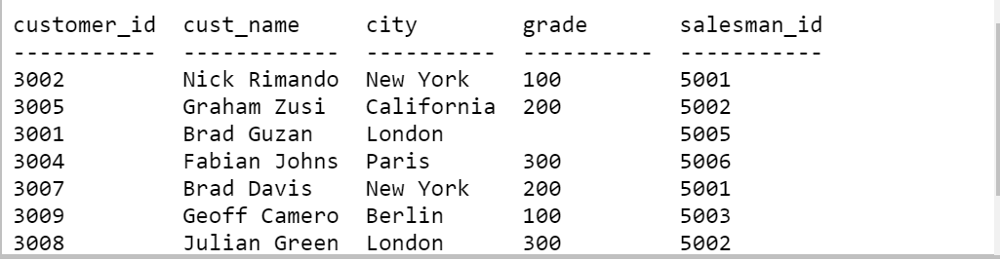 customer_id  cust_name    city        grade       salesman_id
-----------  ------------  ----------  ----------  -----------
3002         Nick Rimando  New York    100         5001
3005         Graham Zusi   California  200         5002
3001         Brad Guzan    London                  5005
3004         Fabian Johns  Paris       300         5006
3007         Brad Davis    New York    200         5001
3009         Geoff Camero  Berlin      100         5003
3008         Julian Green  London      300         5002